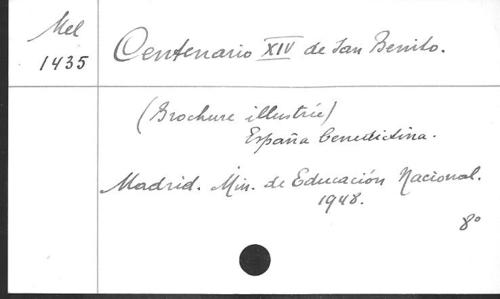 Mel
1435
Centenario XIV de San Benito.
(Brochure illustrée)
España benedictina.
Madrid. Min. de Educación Nacional.
1948.
8°